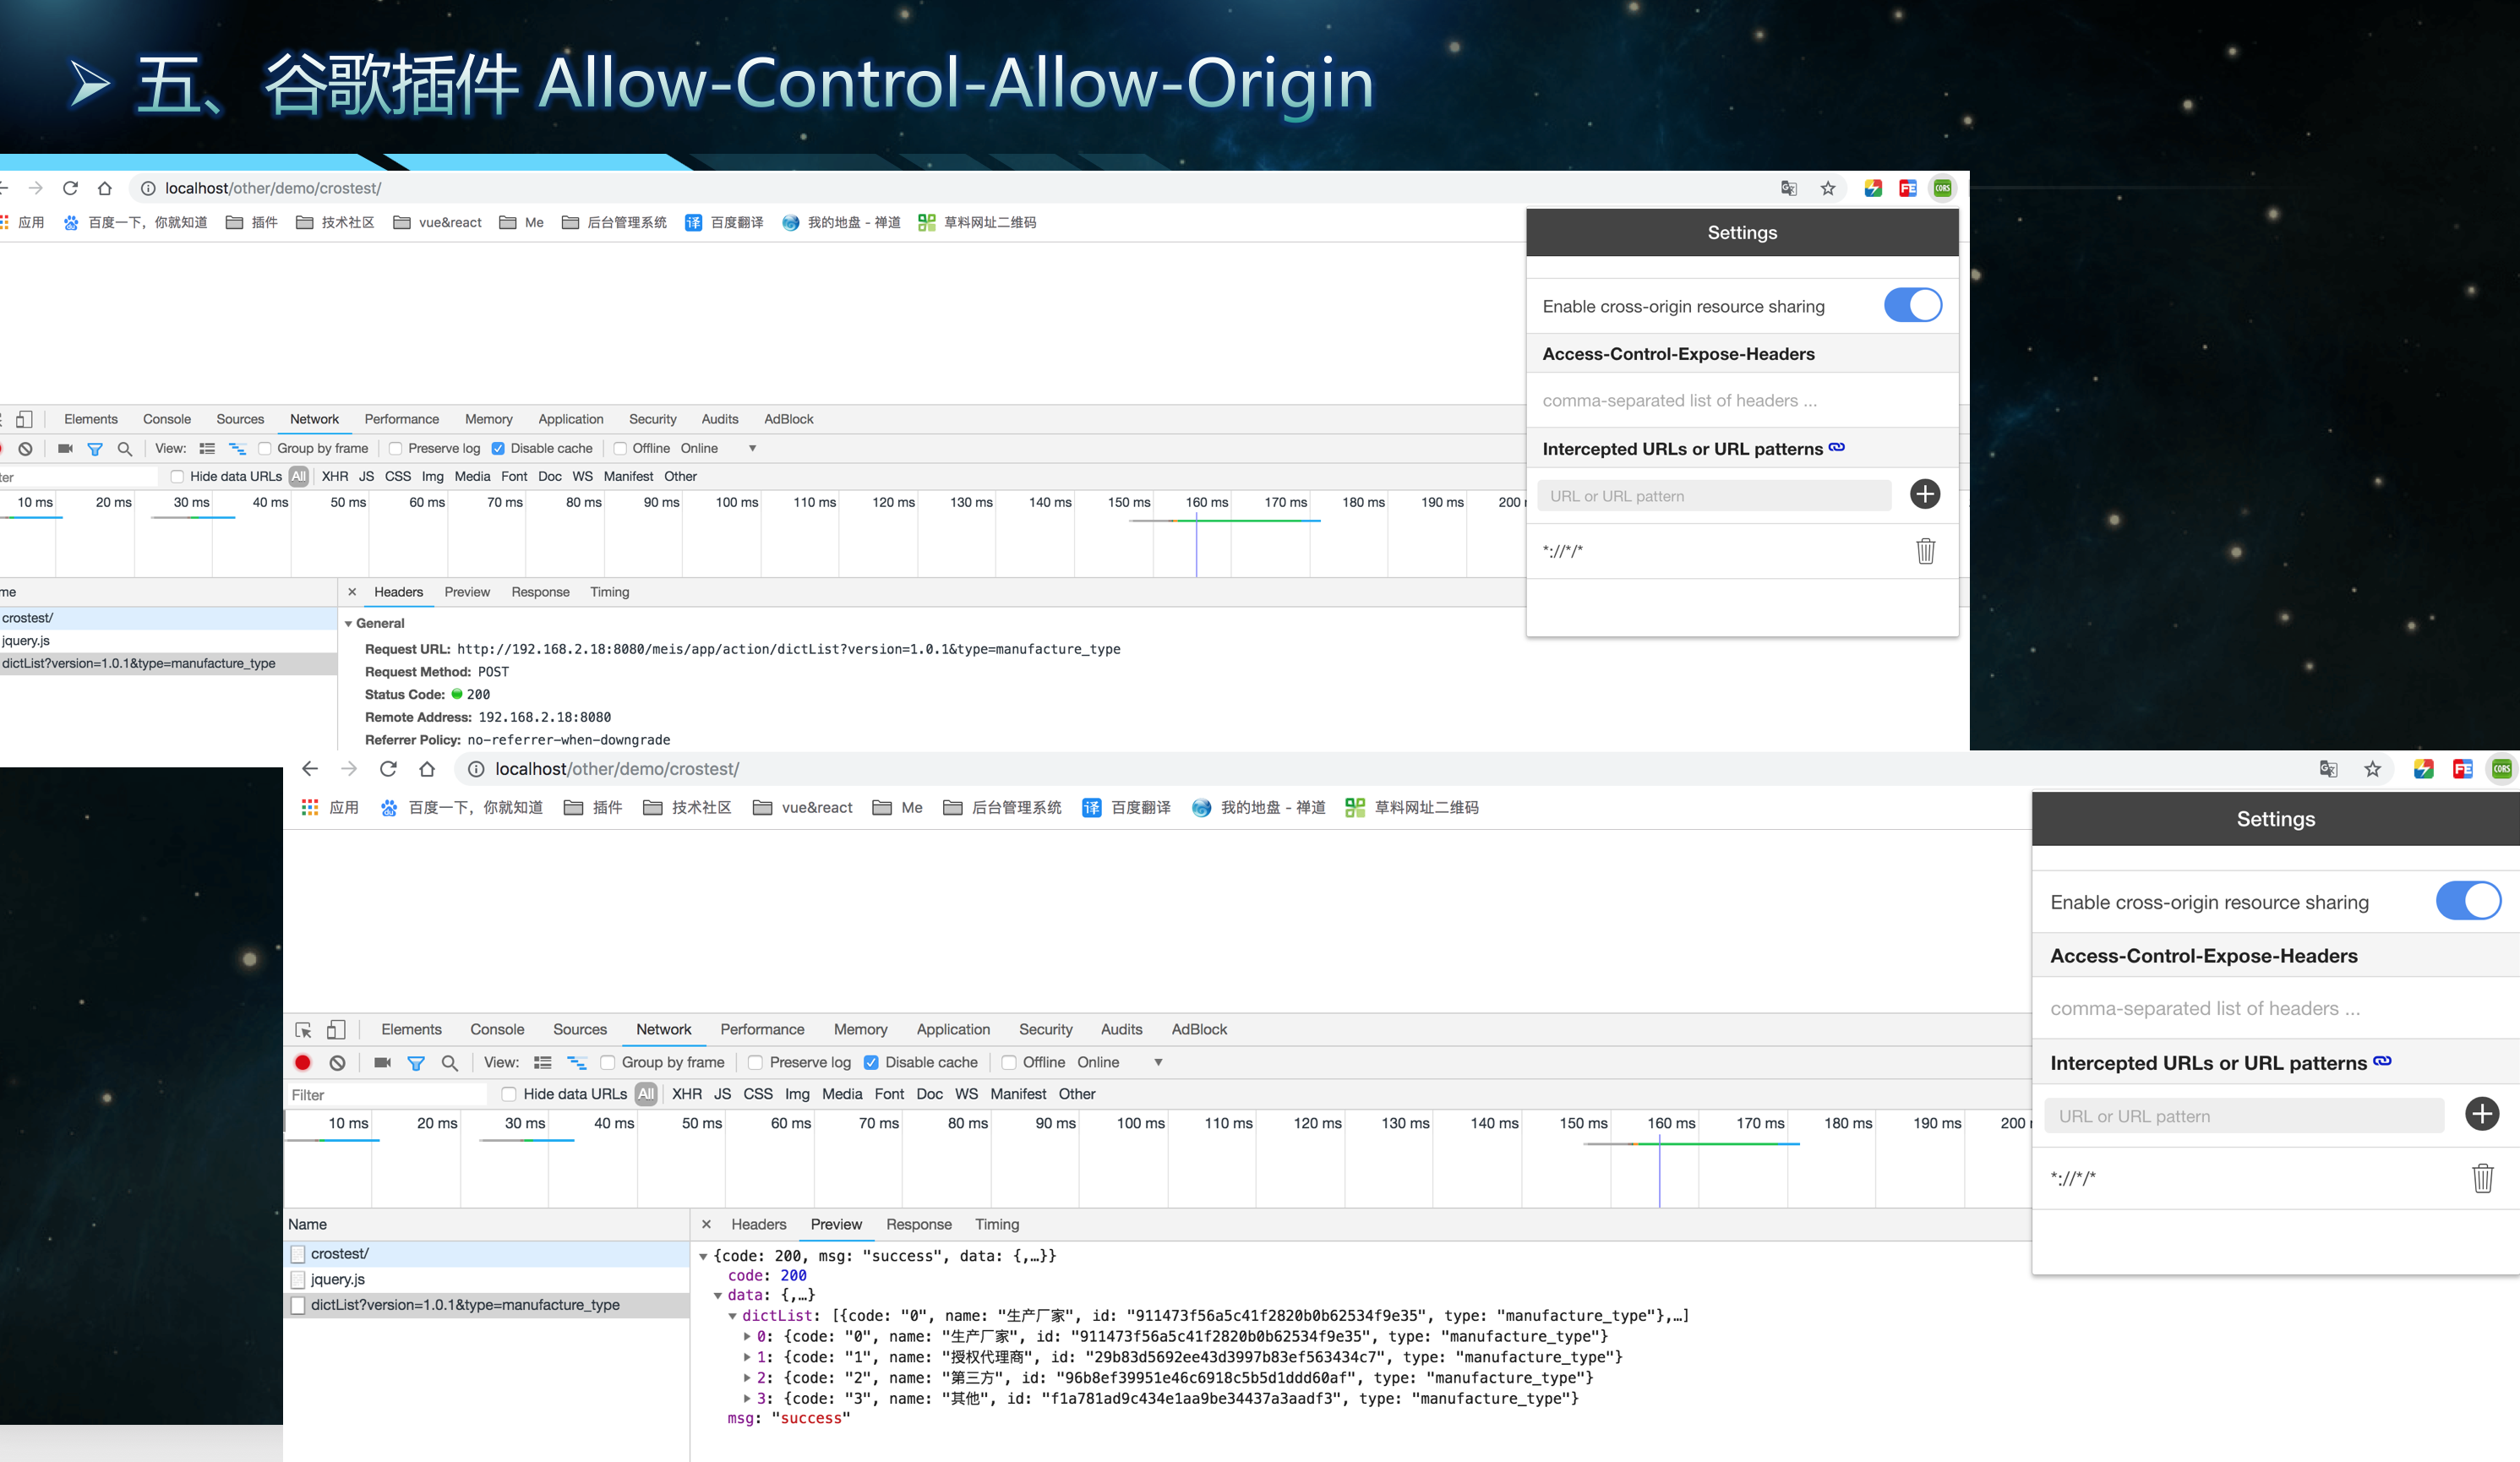 五、谷歌插件 Allow-Control-Allow-Origin
localhost/other/demo/crostest/
应用 百度一下，你就知道 插件 技术社区 vue&react Me 后台管理系统 译 百度翻译 我的地盘 - 禅道 草料网址二维码
FE CORS
Settings
Enable cross-origin resource sharing
Access-Control-Expose-Headers
comma-separated list of headers ...
Intercepted URLs or URL patterns
URL or URL pattern
*://*/*
Elements Console Sources Network Performance Memory Application Security Audits AdBlock
View: Group by frame Preserve log Disable cache Offline Online
Hide data URLs All XHR JS CSS Img Media Font Doc WS Manifest Other
10 ms 20 ms 30 ms 40 ms 50 ms 60 ms 70 ms 80 ms 90 ms 100 ms 110 ms 120 ms 130 ms 140 ms 150 ms 160 ms 170 ms 180 ms 190 ms 200
× Headers Preview Response Timing
crostest/
jquery.js
dictList?version=1.0.1&type=manufacture_type
General
Request URL: http://192.168.2.18:8080/meis/app/action/dictList?version=1.0.1&type=manufacture_type
Request Method: POST
Status Code: 200
Remote Address: 192.168.2.18:8080
Referrer Policy: no-referrer-when-downgrade
localhost/other/demo/crostest/
应用 百度一下，你就知道 插件 技术社区 vue&react Me 后台管理系统 译 百度翻译 我的地盘 - 禅道 草料网址二维码
FE CORS
Settings
Enable cross-origin resource sharing
Access-Control-Expose-Headers
comma-separated list of headers ...
Intercepted URLs or URL patterns
URL or URL pattern
*://*/*
Elements Console Sources Network Performance Memory Application Security Audits AdBlock
View: Group by frame Preserve log Disable cache Offline Online
Filter Hide data URLs All XHR JS CSS Img Media Font Doc WS Manifest Other
10 ms 20 ms 30 ms 40 ms 50 ms 60 ms 70 ms 80 ms 90 ms 100 ms 110 ms 120 ms 130 ms 140 ms 150 ms 160 ms 170 ms 180 ms 190 ms 200
Name × Headers Preview Response Timing
crostest/
jquery.js
dictList?version=1.0.1&type=manufacture_type
{code: 200, msg: "success", data: {,…}}
code: 200
data: {,…}
dictList: [{code: "0", name: "生产厂家", id: "911473f56a5c41f2820b0b62534f9e35", type: "manufacture_type"},…]
0: {code: "0", name: "生产厂家", id: "911473f56a5c41f2820b0b62534f9e35", type: "manufacture_type"}
1: {code: "1", name: "授权代理商", id: "29b83d5692ee43d3997b83ef563434c7", type: "manufacture_type"}
2: {code: "2", name: "第三方", id: "96b8ef39951e46c6918c5b5d1ddd60af", type: "manufacture_type"}
3: {code: "3", name: "其他", id: "f1a781ad9c434e1aa9be34437a3aadf3", type: "manufacture_type"}
msg: "success"